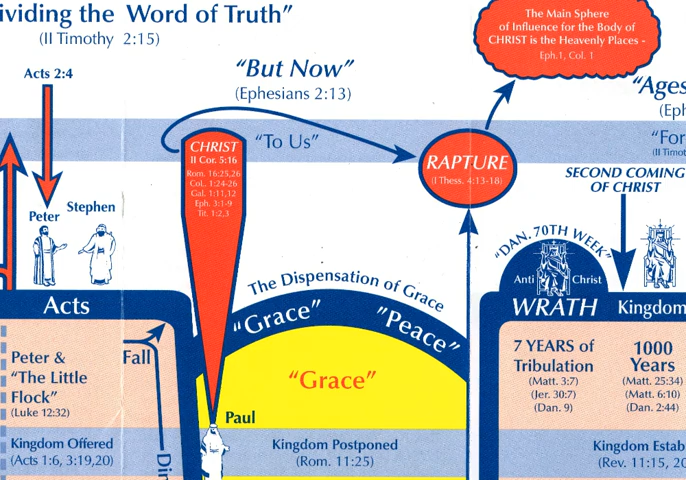 ividing the Word of Truth”
(II Timothy 2:15)
The Main Sphere
of Influence for the Body of
CHRIST is the Heavenly Places -
Eph.1, Col. 1
Acts 2:4
“But Now”
(Ephesians 2:13)
“Ages
(Eph
CHRIST
II Cor. 5:16
Rom. 16:25,26
Col. 1:24-26
Gal. 1:11,12
Eph. 3:1-9
Tit. 1:2,3
“To Us”
“For
(II Timot
RAPTURE
(I Thess. 4:13-18)
SECOND COMING
OF CHRIST
Peter
Stephen
“DAN. 70TH WEEK”
Anti Christ
The Dispensation of Grace
Acts
“Grace” “Peace”
WRATH
Kingdom
Peter &
“The Little
Flock”
(Luke 12:32)
Fall
“Grace”
7 YEARS of
Tribulation
(Matt. 3:7)
(Jer. 30:7)
(Dan. 9)
1000
Years
(Matt. 25:34)
(Matt. 6:10)
(Dan. 2:44)
Paul
Kingdom Offered
(Acts 1:6, 3:19,20)
Dir
Kingdom Postponed
(Rom. 11:25)
Kingdom Estab
(Rev. 11:15, 20